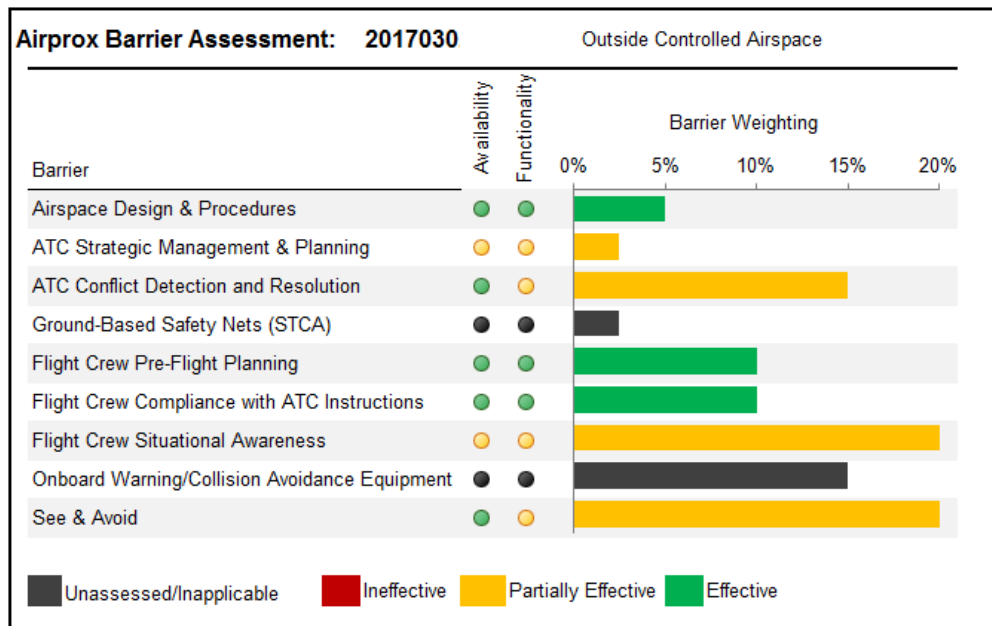 Airprox Barrier Assessment: 2017030 Outside Controlled Airspace
Barrier Availability Functionality Barrier Weighting
0% 5% 10% 15% 20%
Airspace Design & Procedures
ATC Strategic Management & Planning
ATC Conflict Detection and Resolution
Ground-Based Safety Nets (STCA)
Flight Crew Pre-Flight Planning
Flight Crew Compliance with ATC Instructions
Flight Crew Situational Awareness
Onboard Warning/Collision Avoidance Equipment
See & Avoid
Unassessed/Inapplicable Ineffective Partially Effective Effective